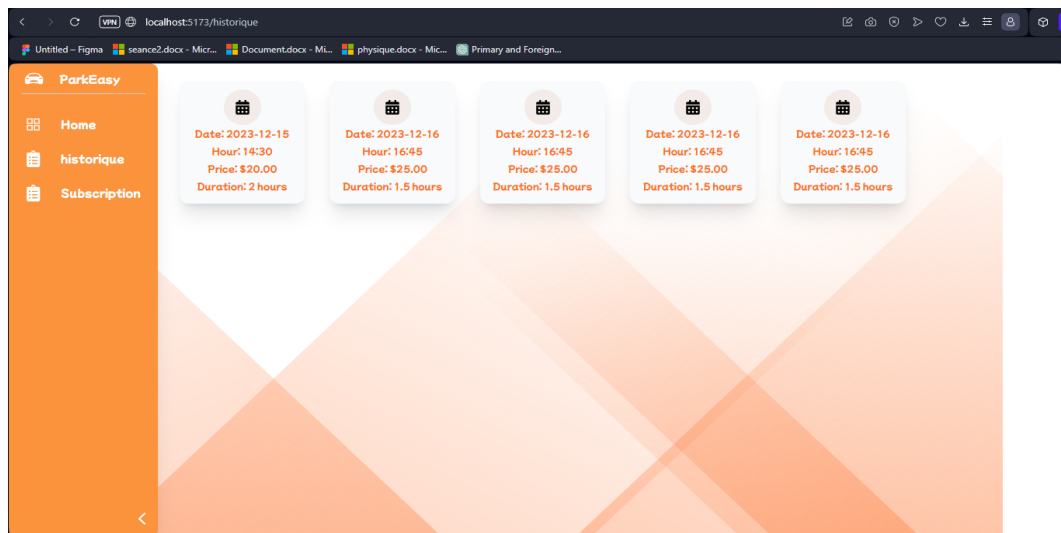 VPN localhost:5173/historique
Untitled – Figma seance2.docx - Micr... Document.docx - Mi... physique.docx - Mic... Primary and Foreign...
ParkEasy
Home
historique
Subscription
Date: 2023-12-15
Hour: 14:30
Price: $20.00
Duration: 2 hours
Date: 2023-12-16
Hour: 16:45
Price: $25.00
Duration: 1.5 hours
Date: 2023-12-16
Hour: 16:45
Price: $25.00
Duration: 1.5 hours
Date: 2023-12-16
Hour: 16:45
Price: $25.00
Duration: 1.5 hours
Date: 2023-12-16
Hour: 16:45
Price: $25.00
Duration: 1.5 hours